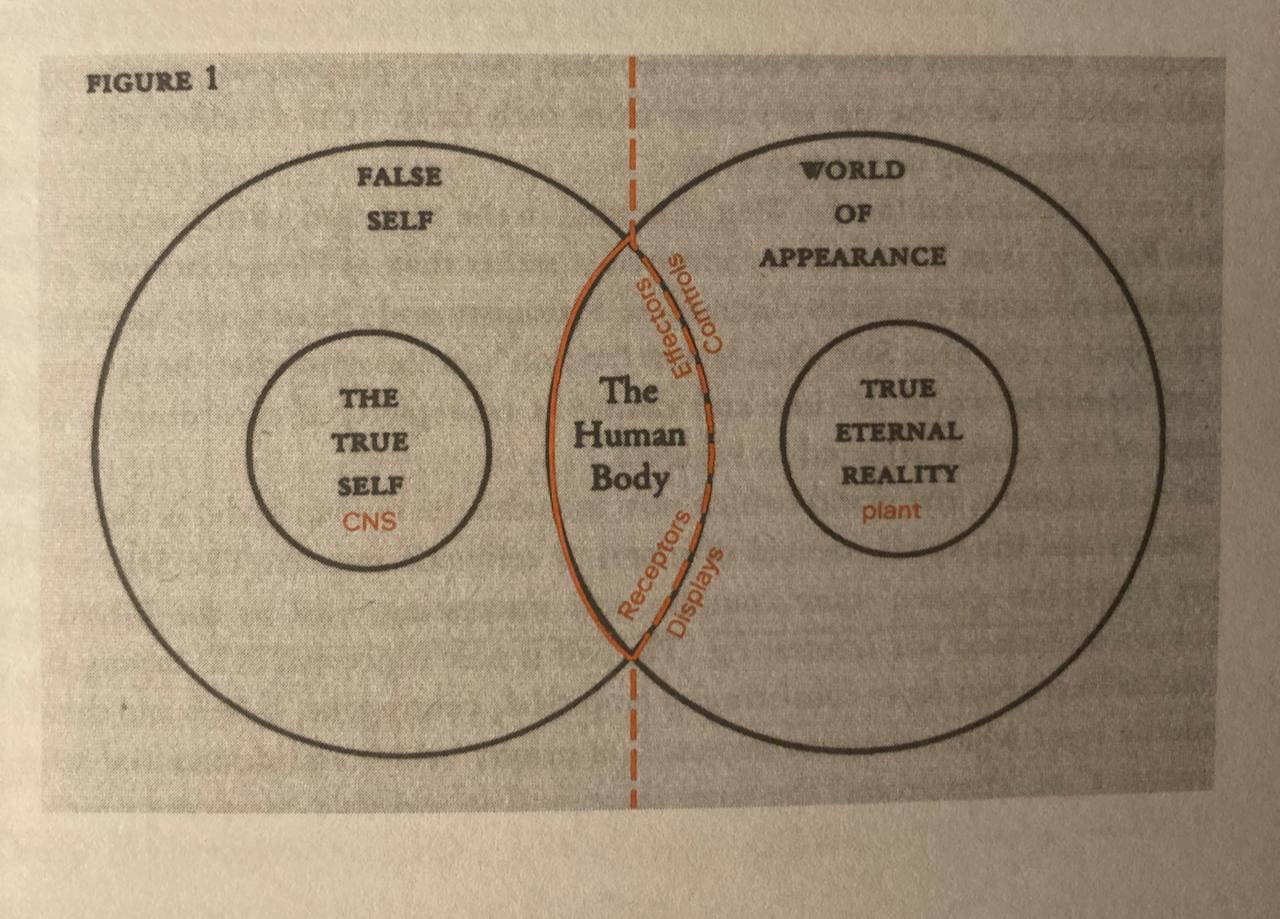 FIGURE 1
FALSE
SELF
THE
TRUE
SELF
CNS
The
Human
Body
Effectors
Controls
Receptors
Displays
WORLD
OF
APPEARANCE
TRUE
ETERNAL
REALITY
plant